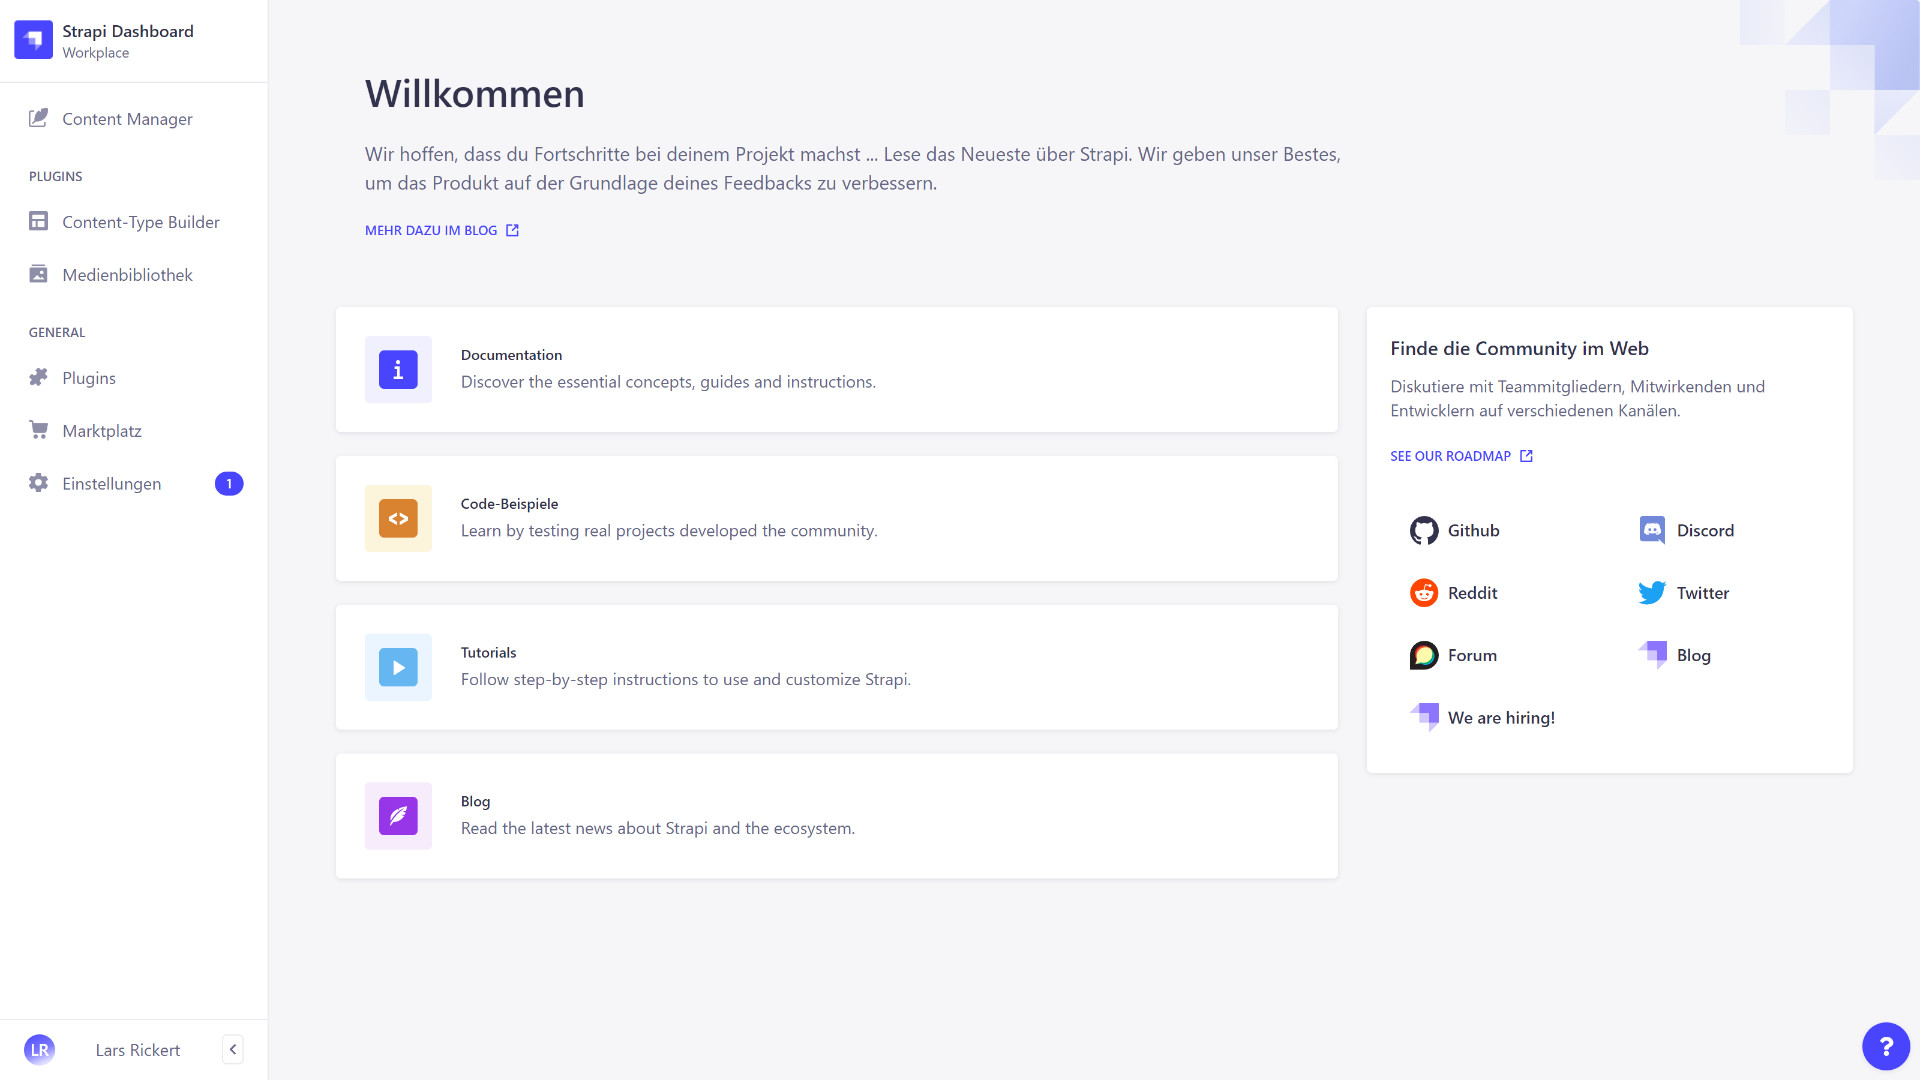 Strapi Dashboard
Workplace
Content Manager
PLUGINS
Content-Type Builder
Medienbibliothek
GENERAL
Plugins
Marktplatz
Einstellungen
1
LR
Lars Rickert
Willkommen
Wir hoffen, dass du Fortschritte bei deinem Projekt machst ... Lese das Neueste über Strapi. Wir geben unser Bestes,
um das Produkt auf der Grundlage deines Feedbacks zu verbessern.
MEHR DAZU IM BLOG
Documentation
Discover the essential concepts, guides and instructions.
Code-Beispiele
Learn by testing real projects developed the community.
Tutorials
Follow step-by-step instructions to use and customize Strapi.
Blog
Read the latest news about Strapi and the ecosystem.
Finde die Community im Web
Diskutiere mit Teammitgliedern, Mitwirkenden und
Entwicklern auf verschiedenen Kanälen.
SEE OUR ROADMAP
Github
Discord
Reddit
Twitter
Forum
Blog
We are hiring!
?